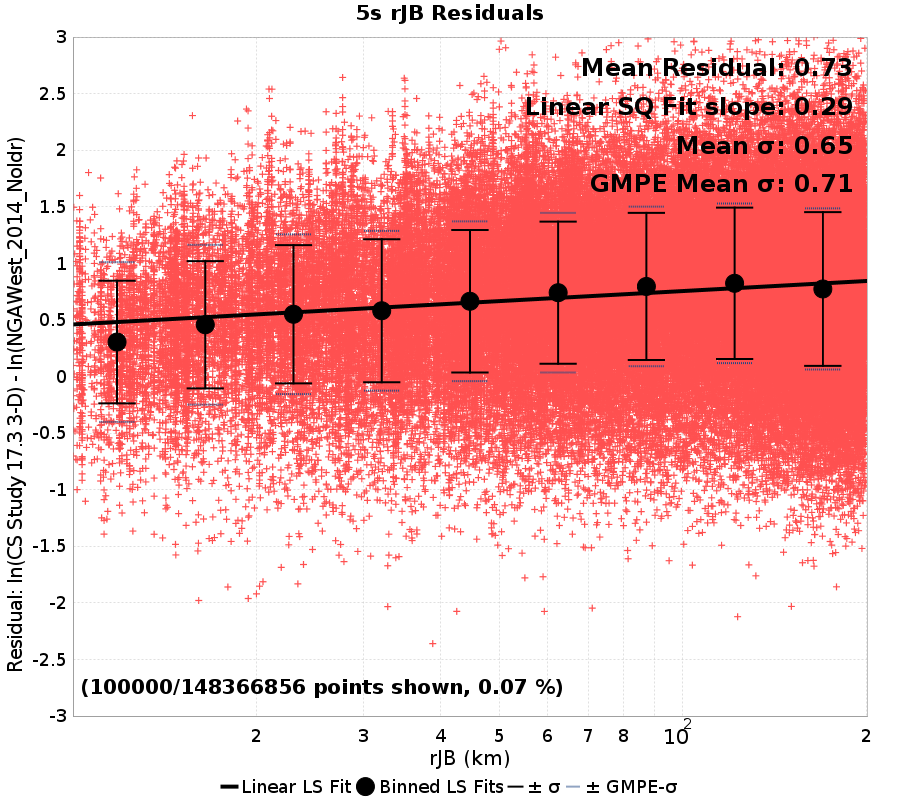 5s rJB Residuals
Mean Residual: 0.73
Linear SQ Fit slope: 0.29
Mean σ: 0.65
GMPE Mean σ: 0.71
Residual: ln(CS Study 17.3 3-D) - ln(NGAWest_2014_NoIdr)
3
2.5
2
1.5
1
0.5
0
-0.5
-1
-1.5
-2
-2.5
-3
(100000/148366856 points shown, 0.07 %)
2 3 4 5 6 7 8 10² 2
rJB (km)
Linear LS Fit Binned LS Fits ± σ ± GMPE-σ